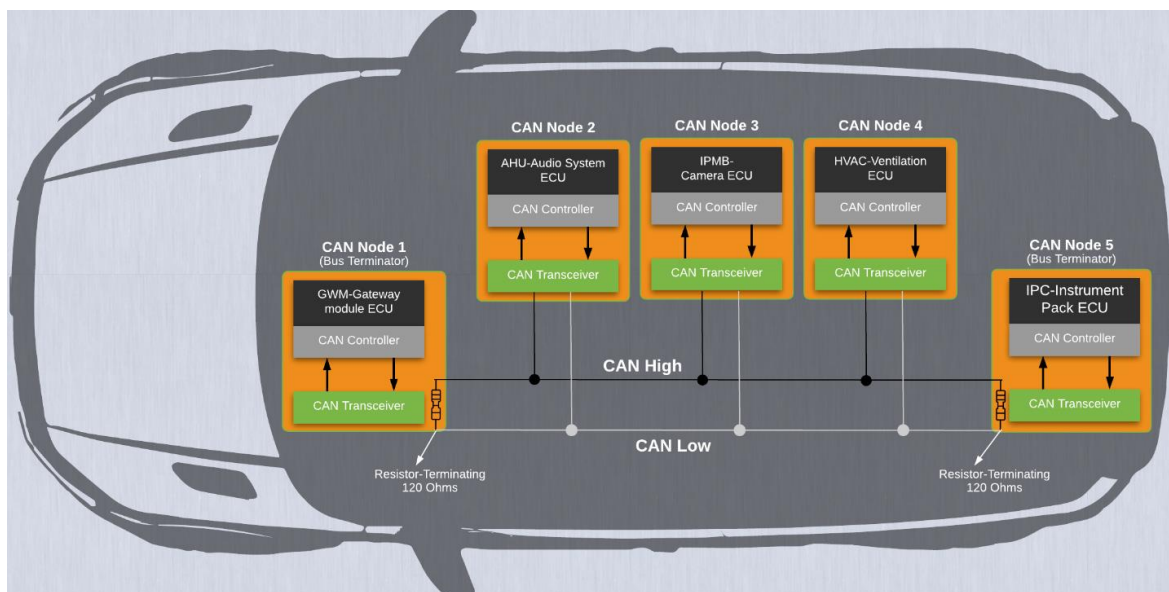 CAN Node 2
AHU-Audio System
ECU
CAN Controller
CAN Transceiver
CAN Node 3
IPMB-
Camera ECU
CAN Controller
CAN Transceiver
CAN Node 4
HVAC-Ventilation
ECU
CAN Controller
CAN Transceiver
CAN Node 1
(Bus Terminator)
GWM-Gateway
module ECU
CAN Controller
CAN Transceiver
CAN Node 5
(Bus Terminator)
IPC-Instrument
Pack ECU
CAN Controller
CAN Transceiver
CAN High
CAN Low
Resistor-Terminating
120 Ohms
Resistor-Terminating
120 Ohms